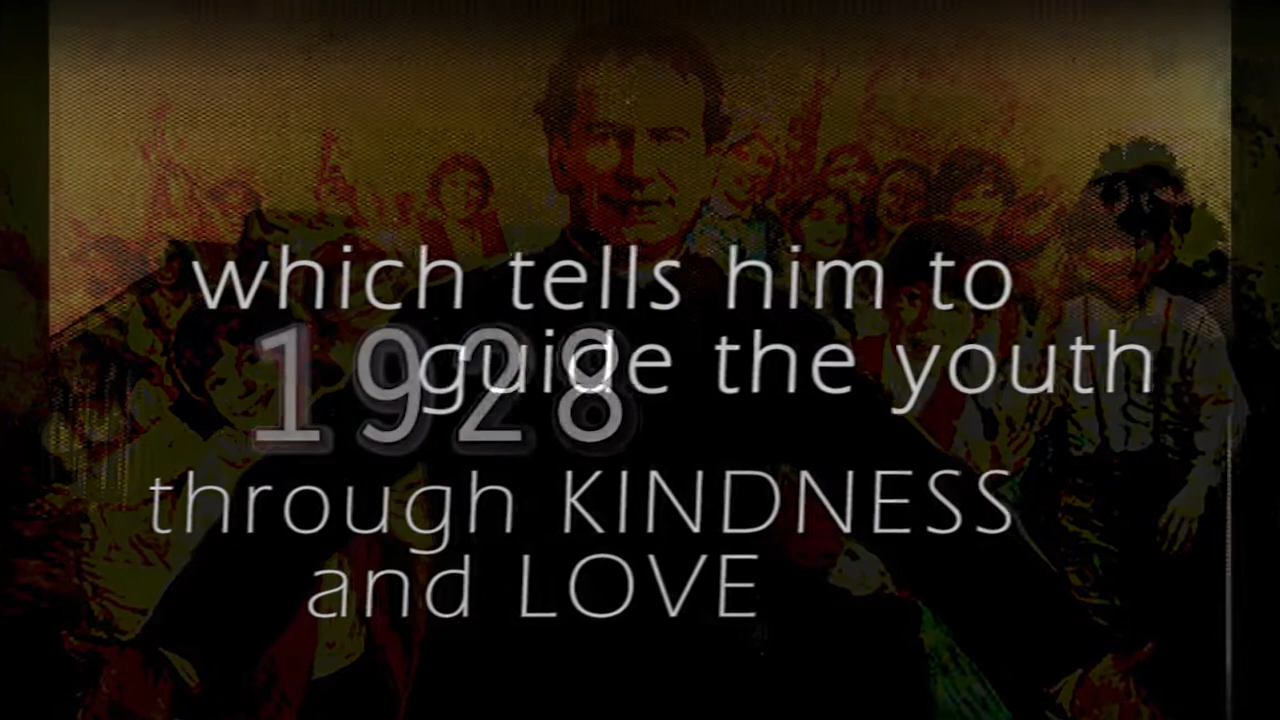 which tells him to
guide the youth
1928
through KINDNESS
and LOVE